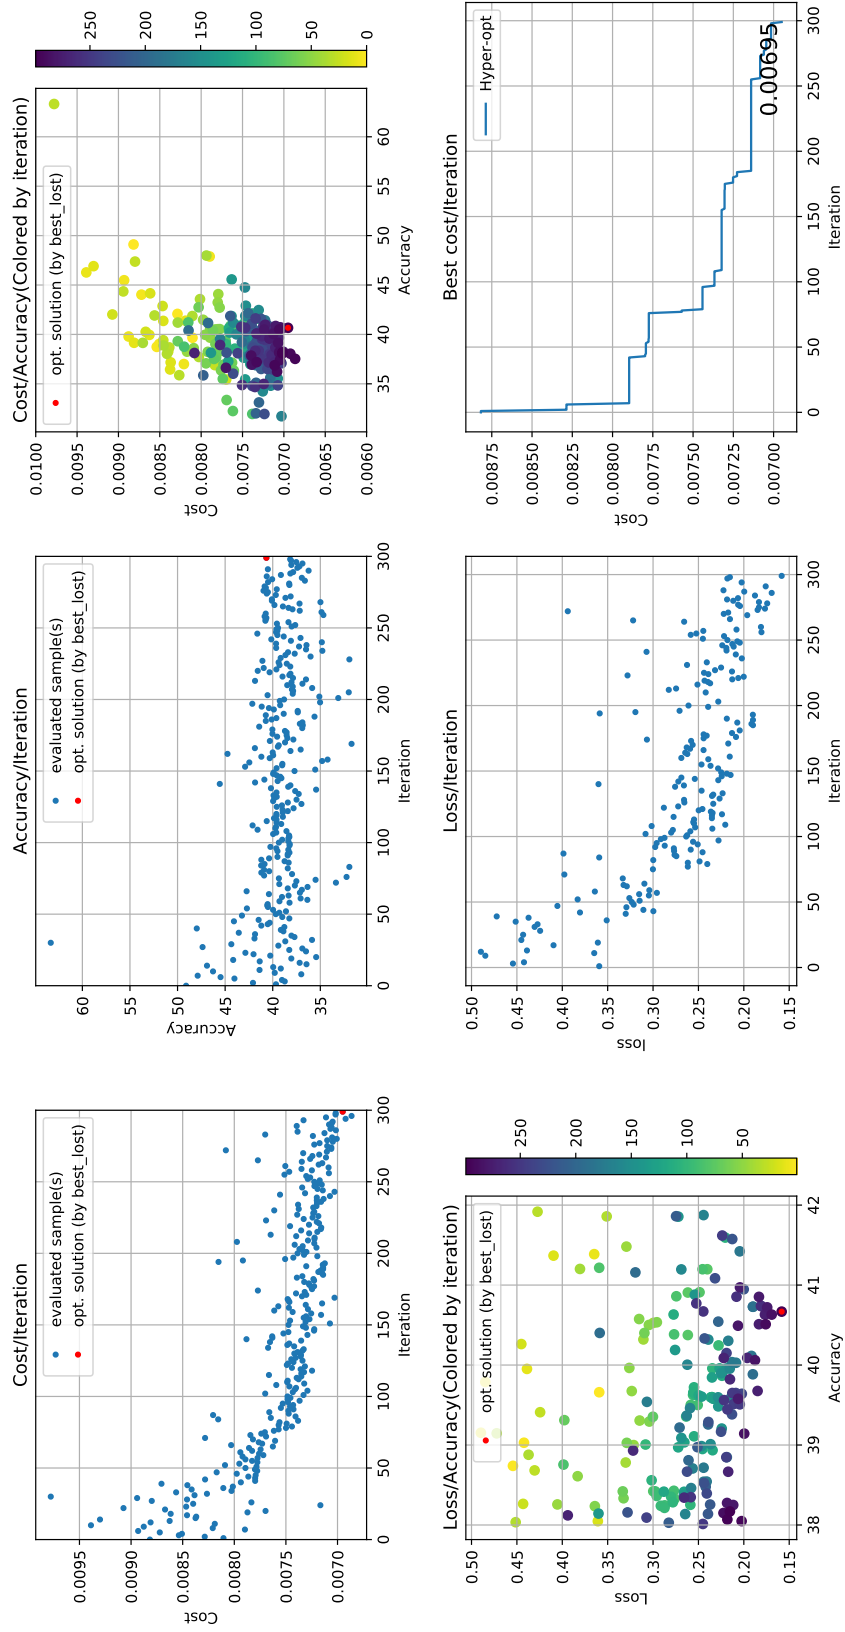 Cost/Iteration
evaluated sample(s)
opt. solution (by best_lost)
0.0095
0.0090
0.0085
0.0080
0.0075
0.0070
Cost
0 50 100 150 200 250 300
Iteration
Accuracy/Iteration
evaluated sample(s)
opt. solution (by best_lost)
60
55
50
45
40
35
Accuracy
0 50 100 150 200 250 300
Iteration
Cost/Accuracy(Colored by iteration)
opt. solution (by best_lost)
0.0100
0.0095
0.0090
0.0085
0.0080
0.0075
0.0070
0.0065
0.0060
Cost
35 40 45 50 55 60
Accuracy
250
200
150
100
50
0
Loss/Accuracy(Colored by iteration)
opt. solution (by best_lost)
0.50
0.45
0.40
0.35
0.30
0.25
0.20
0.15
Loss
38 39 40 41 42
Accuracy
250
200
150
100
50
Loss/Iteration
0.50
0.45
0.40
0.35
0.30
0.25
0.20
0.15
loss
0 50 100 150 200 250 300
Iteration
Best cost/Iteration
Hyper-opt
0.00875
0.00850
0.00825
0.00800
0.00775
0.00750
0.00725
0.00700
Cost
0.00695
0 50 100 150 200 250 300
Iteration